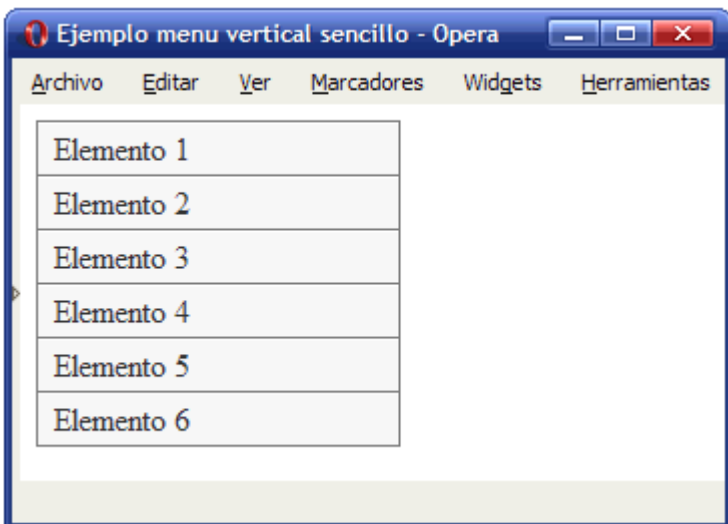 Ejemplo menu vertical sencillo - Opera
Archivo Editar Ver Marcadores Widgets Herramientas
Elemento 1
Elemento 2
Elemento 3
Elemento 4
Elemento 5
Elemento 6